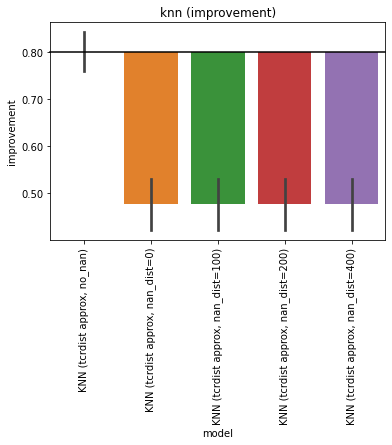 knn (improvement)
0.80
0.70
0.60
0.50
improvement
KNN (tcrdist approx, no_nan)
KNN (tcrdist approx, nan_dist=0)
KNN (tcrdist approx, nan_dist=100)
KNN (tcrdist approx, nan_dist=200)
KNN (tcrdist approx, nan_dist=400)
model